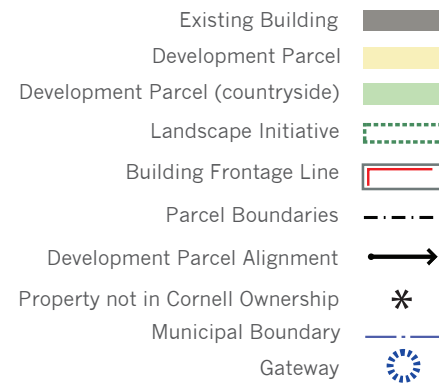 Existing Building
Development Parcel
Development Parcel (countryside)
Landscape Initiative
Building Frontage Line
Parcel Boundaries
Development Parcel Alignment
Property not in Cornell Ownership
Municipal Boundary
Gateway